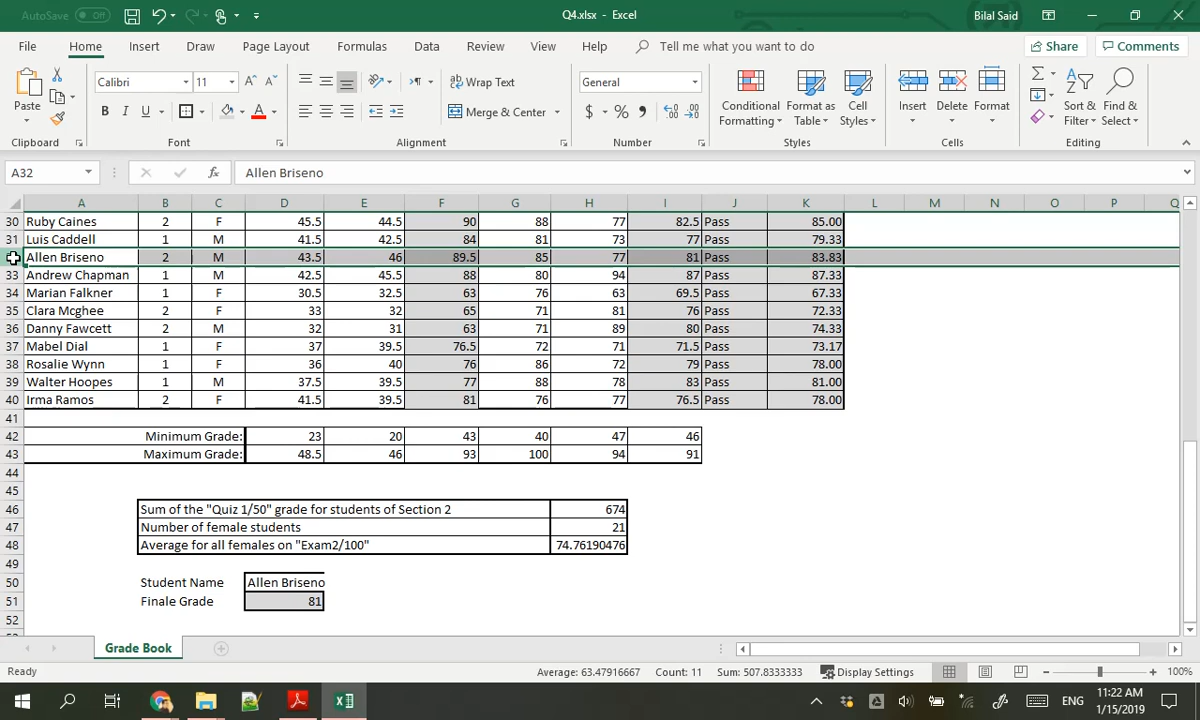 AutoSave Off Q4.xlsx - Excel Bilal Said
File Home Insert Draw Page Layout Formulas Data Review View Help Tell me what you want to do Share Comments
Paste Calibri 11 Wrap Text General Conditional Formatting Format as Table Cell Styles Insert Delete Format Sort & Filter Find & Select
B I U A Merge & Center $ % ,
Clipboard Font Alignment Number Styles Cells Editing
A32 fx Allen Briseno
A B C D E F G H I J K L M N O P Q
30 Ruby Caines 2 F 45.5 44.5 90 88 77 82.5 Pass 85.00
31 Luis Caddell 1 M 41.5 42.5 84 81 73 77 Pass 79.33
Allen Briseno 2 M 43.5 46 89.5 85 77 81 Pass 83.83
33 Andrew Chapman 1 M 42.5 45.5 88 80 94 87 Pass 87.33
34 Marian Falkner 1 F 30.5 32.5 63 76 63 69.5 Pass 67.33
35 Clara Mcghee 2 F 33 32 65 71 81 76 Pass 72.33
36 Danny Fawcett 2 M 32 31 63 71 89 80 Pass 74.33
37 Mabel Dial 1 F 37 39.5 76.5 72 71 71.5 Pass 73.17
38 Rosalie Wynn 1 F 36 40 76 86 72 79 Pass 78.00
39 Walter Hoopes 1 M 37.5 39.5 77 88 78 83 Pass 81.00
40 Irma Ramos 2 F 41.5 39.5 81 76 77 76.5 Pass 78.00
41
42 Minimum Grade: 23 20 43 40 47 46
43 Maximum Grade: 48.5 46 93 100 94 91
44
45
46 Sum of the "Quiz 1/50" grade for students of Section 2 674
47 Number of female students 21
48 Average for all females on "Exam2/100" 74.76190476
49
50 Student Name Allen Briseno
51 Finale Grade 81
52
Grade Book
Ready Average: 63.47916667 Count: 11 Sum: 507.8333333 Display Settings 100%
ENG 11:22 AM
1/15/2019